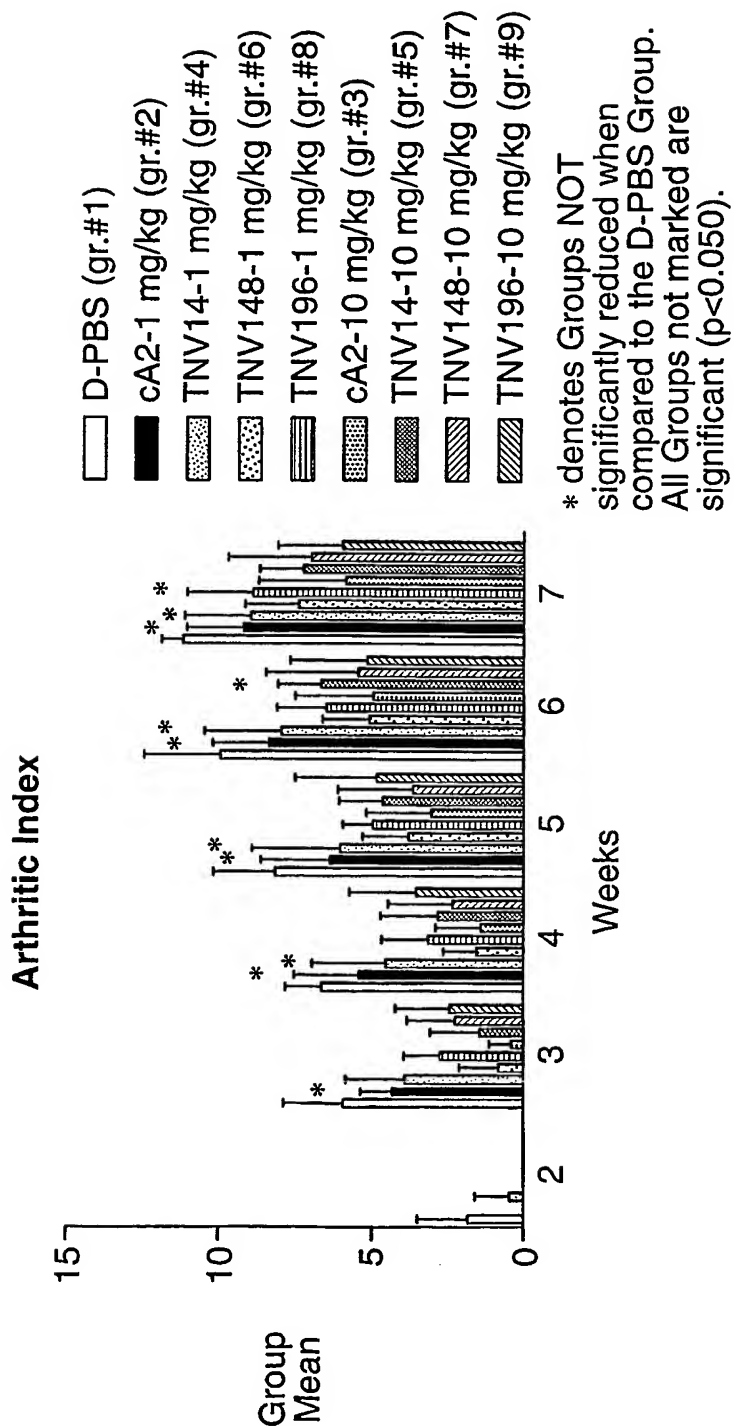 Arthritic Index
Group
Mean
15
10
5
0
2
3
4
5
6
7
*
*
*
*
*
*
*
*
*
*
*
Weeks
D-PBS (gr.#1)
cA2-1 mg/kg (gr.#2)
TNV14-1 mg/kg (gr.#4)
TNV148-1 mg/kg (gr.#6)
TNV196-1 mg/kg (gr.#8)
cA2-10 mg/kg (gr.#3)
TNV14-10 mg/kg (gr.#5)
TNV148-10 mg/kg (gr.#7)
TNV196-10 mg/kg (gr.#9)
* denotes Groups NOT
significantly reduced when
compared to the D-PBS Group.
All Groups not marked are
significant (p<0.050).